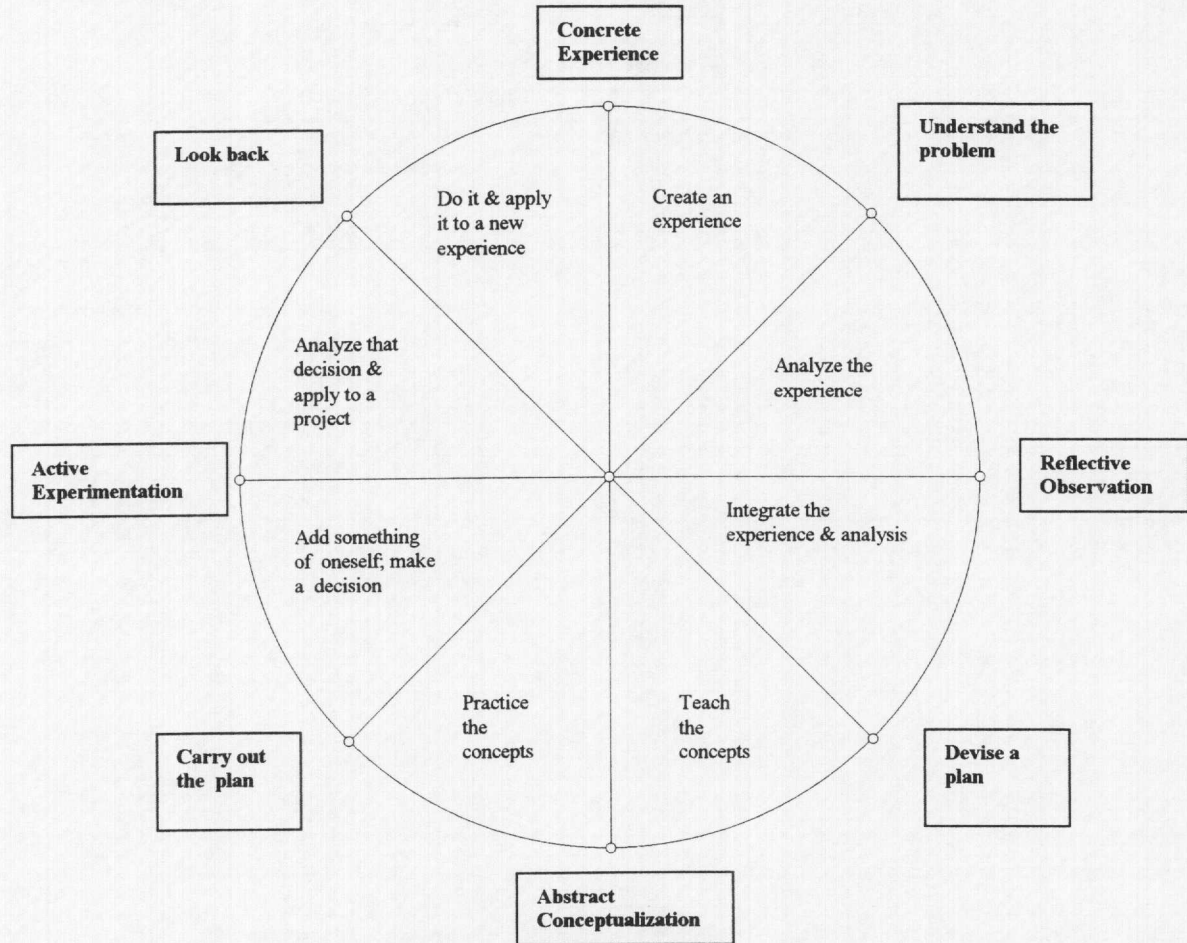 Concrete
Experience
Understand the
problem
Look back
Do it & apply
it to a new
experience
Create an
experience
Analyze that
decision &
apply to a
project
Analyze the
experience
Active
Experimentation
Reflective
Observation
Add something
of oneself; make
a decision
Integrate the
experience & analysis
Practice
the
concepts
Teach
the
concepts
Carry out
the plan
Devise a
plan
Abstract
Conceptualization